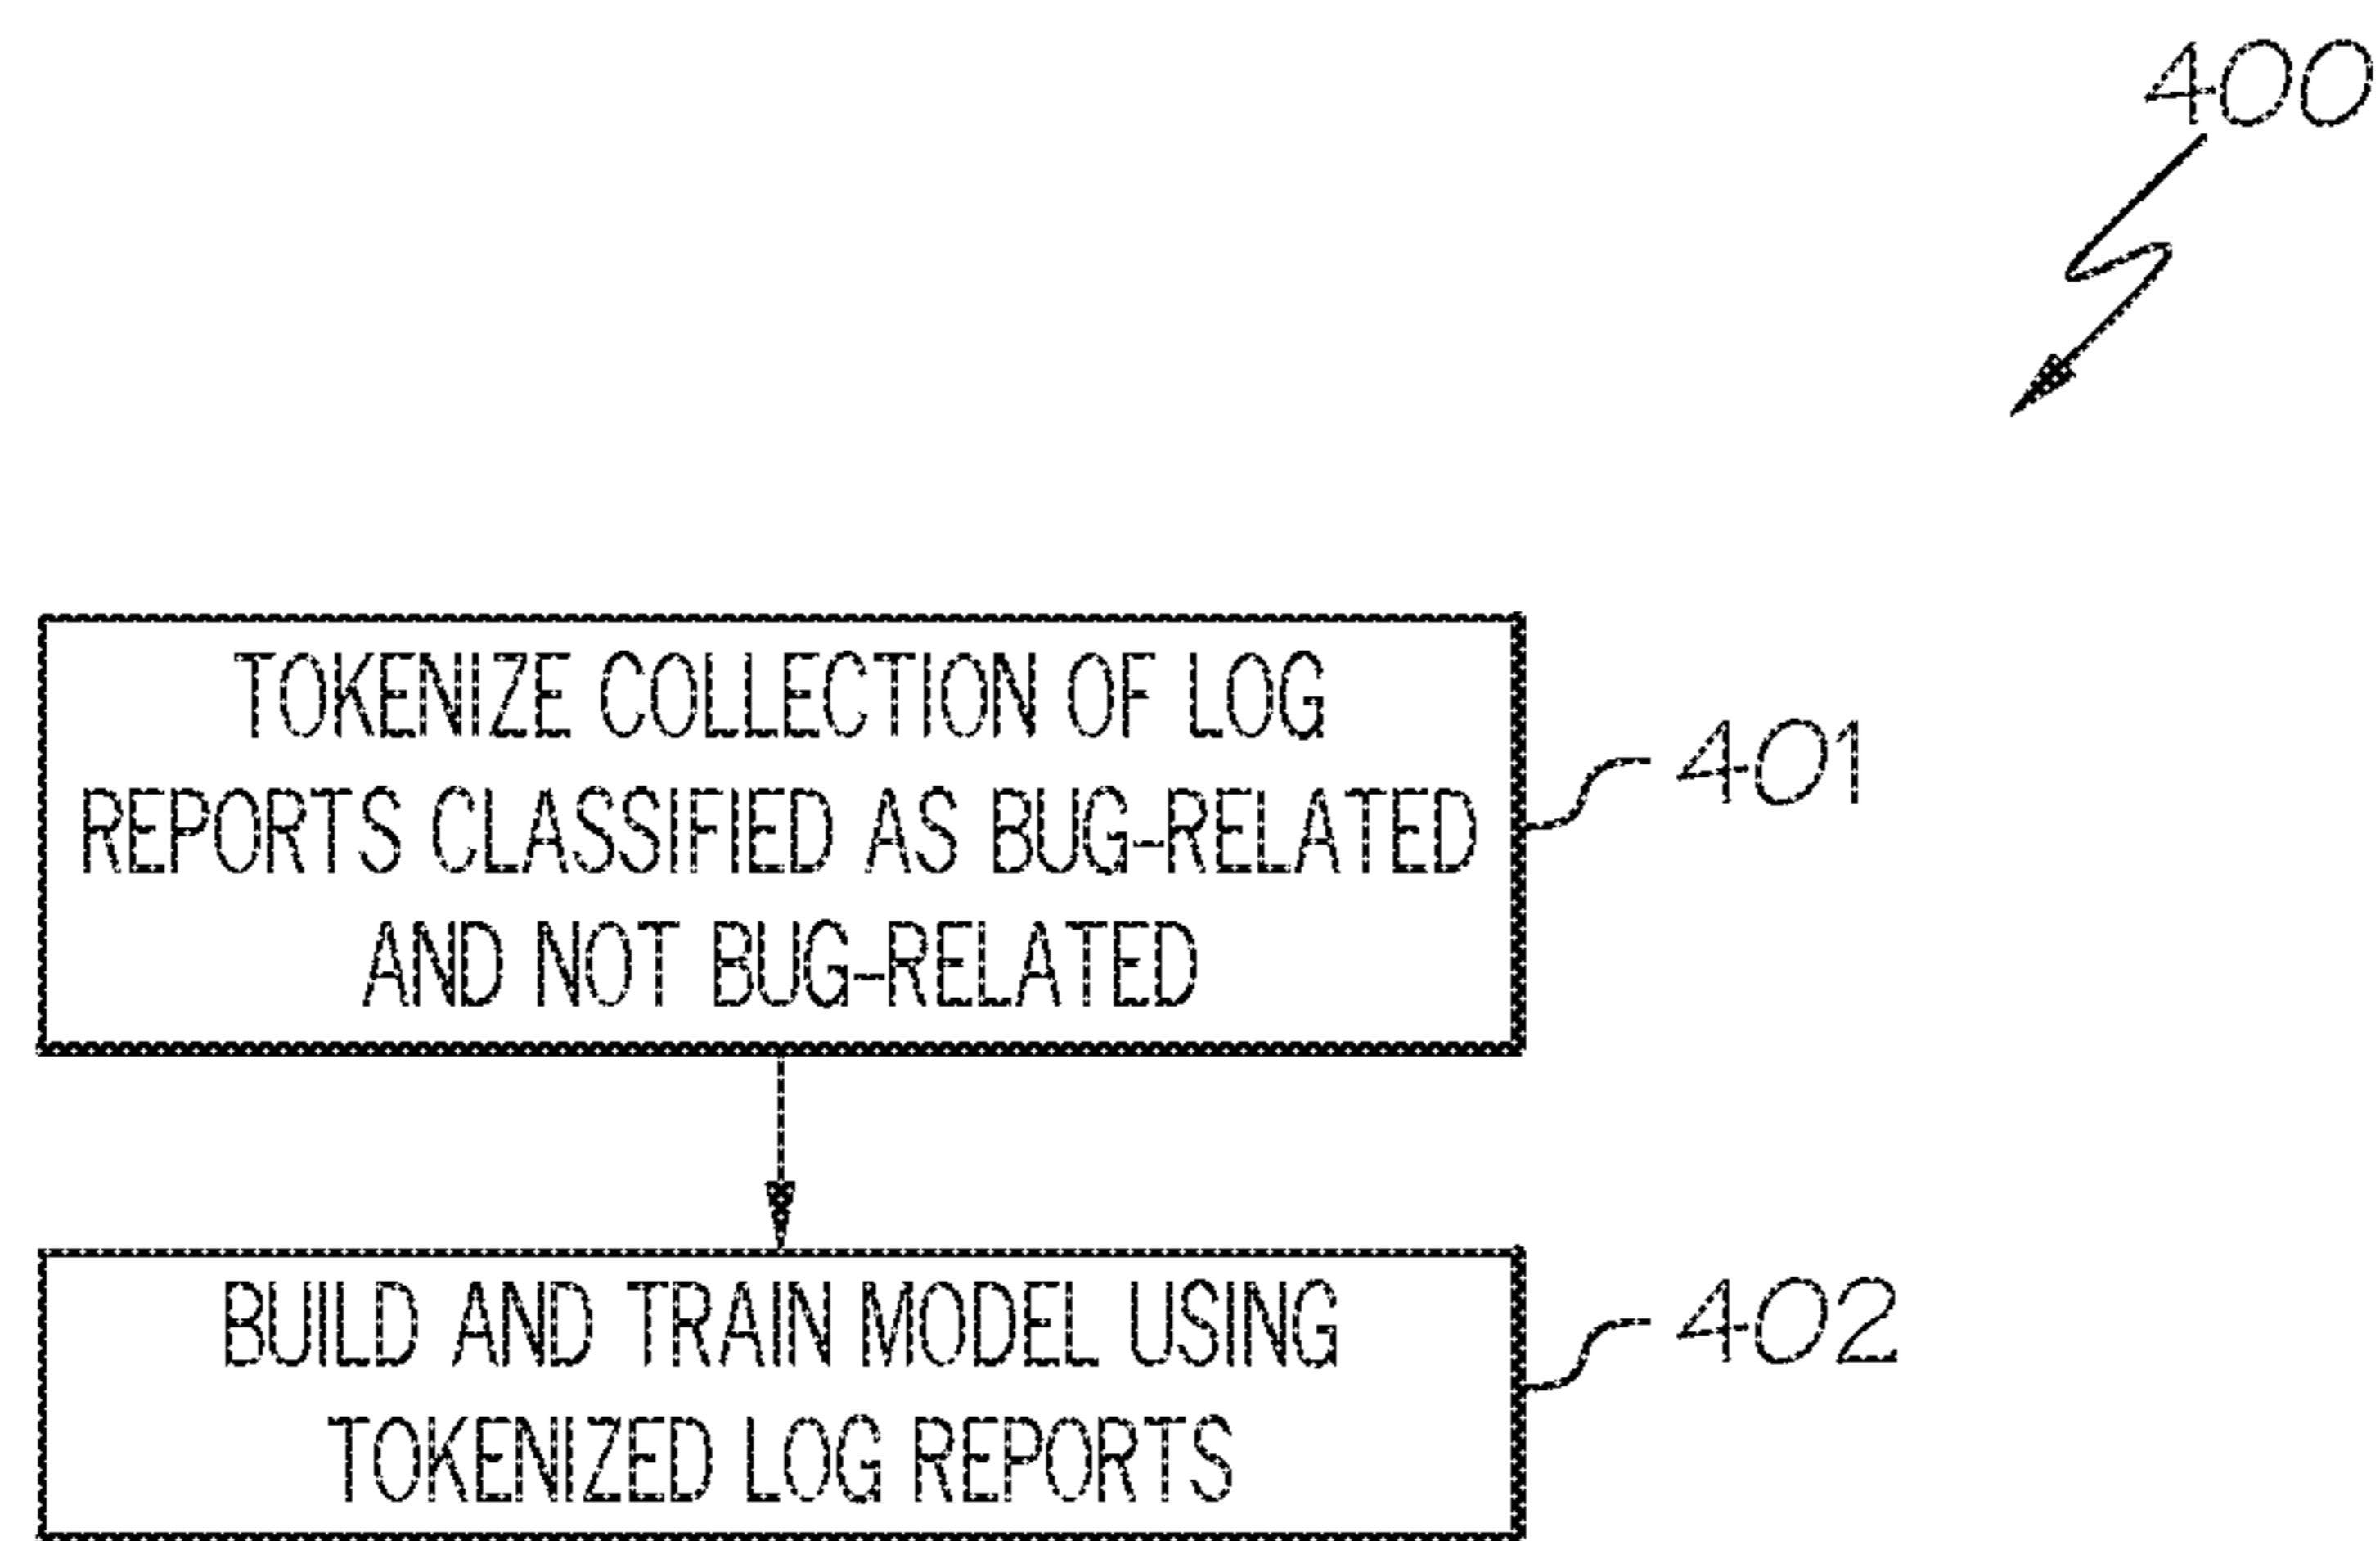 400
TOKENIZE COLLECTION OF LOG
REPORTS CLASSIFIED AS BUG-RELATED
AND NOT BUG-RELATED
401
BUILD AND TRAIN MODEL USING
TOKENIZED LOG REPORTS
402